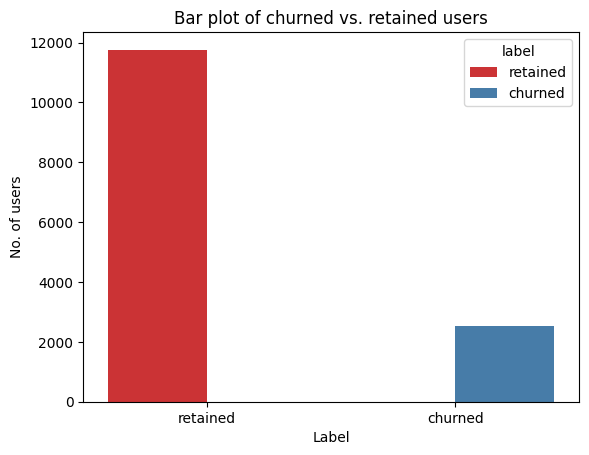 Bar plot of churned vs. retained users
label
retained
churned
12000
10000
8000
6000
4000
2000
0
No. of users
retained churned
Label